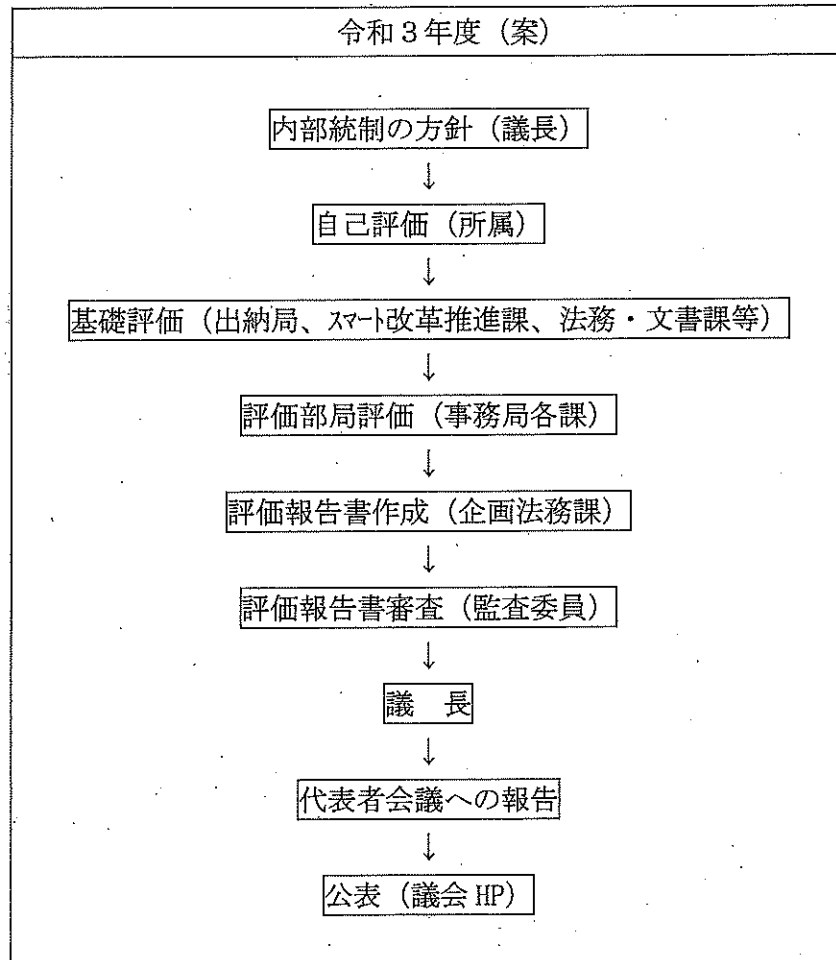 令和３年度（案）
内部統制の方針（議長）
↓
自己評価（所属）
↓
基礎評価（出納局、ｽﾏｰﾄ改革推進課、法務・文書課等）
↓
評価部局評価（事務局各課）
↓
評価報告書作成（企画法務課）
↓
評価報告書審査（監査委員）
↓
議　長
↓
代表者会議への報告
↓
公表（議会 HP）